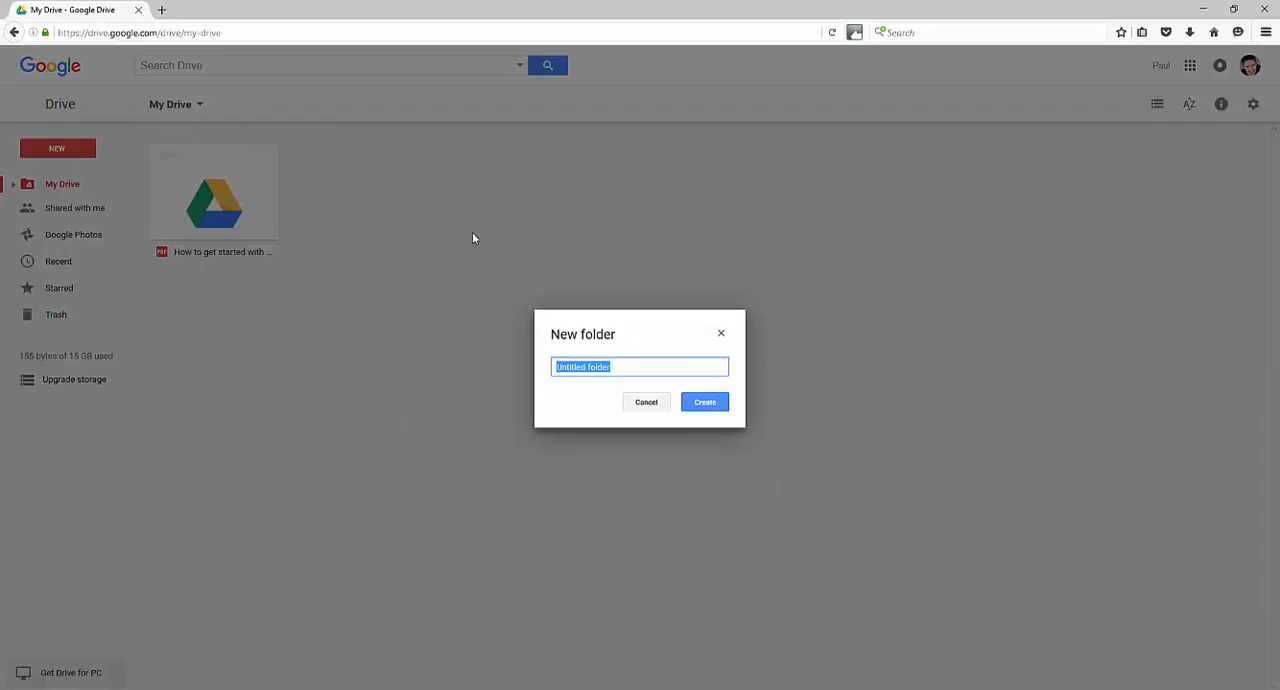 My Drive - Google Drive
https://drive.google.com/drive/my-drive
Search
Google
Search Drive
Paul
Drive
My Drive
AZ
NEW
My Drive
Shared with me
Google Photos
Recent
Starred
Trash
155 bytes of 15 GB used
Upgrade storage
PDF How to get started with ...
New folder
Untitled folder
Cancel
Create
Get Drive for PC